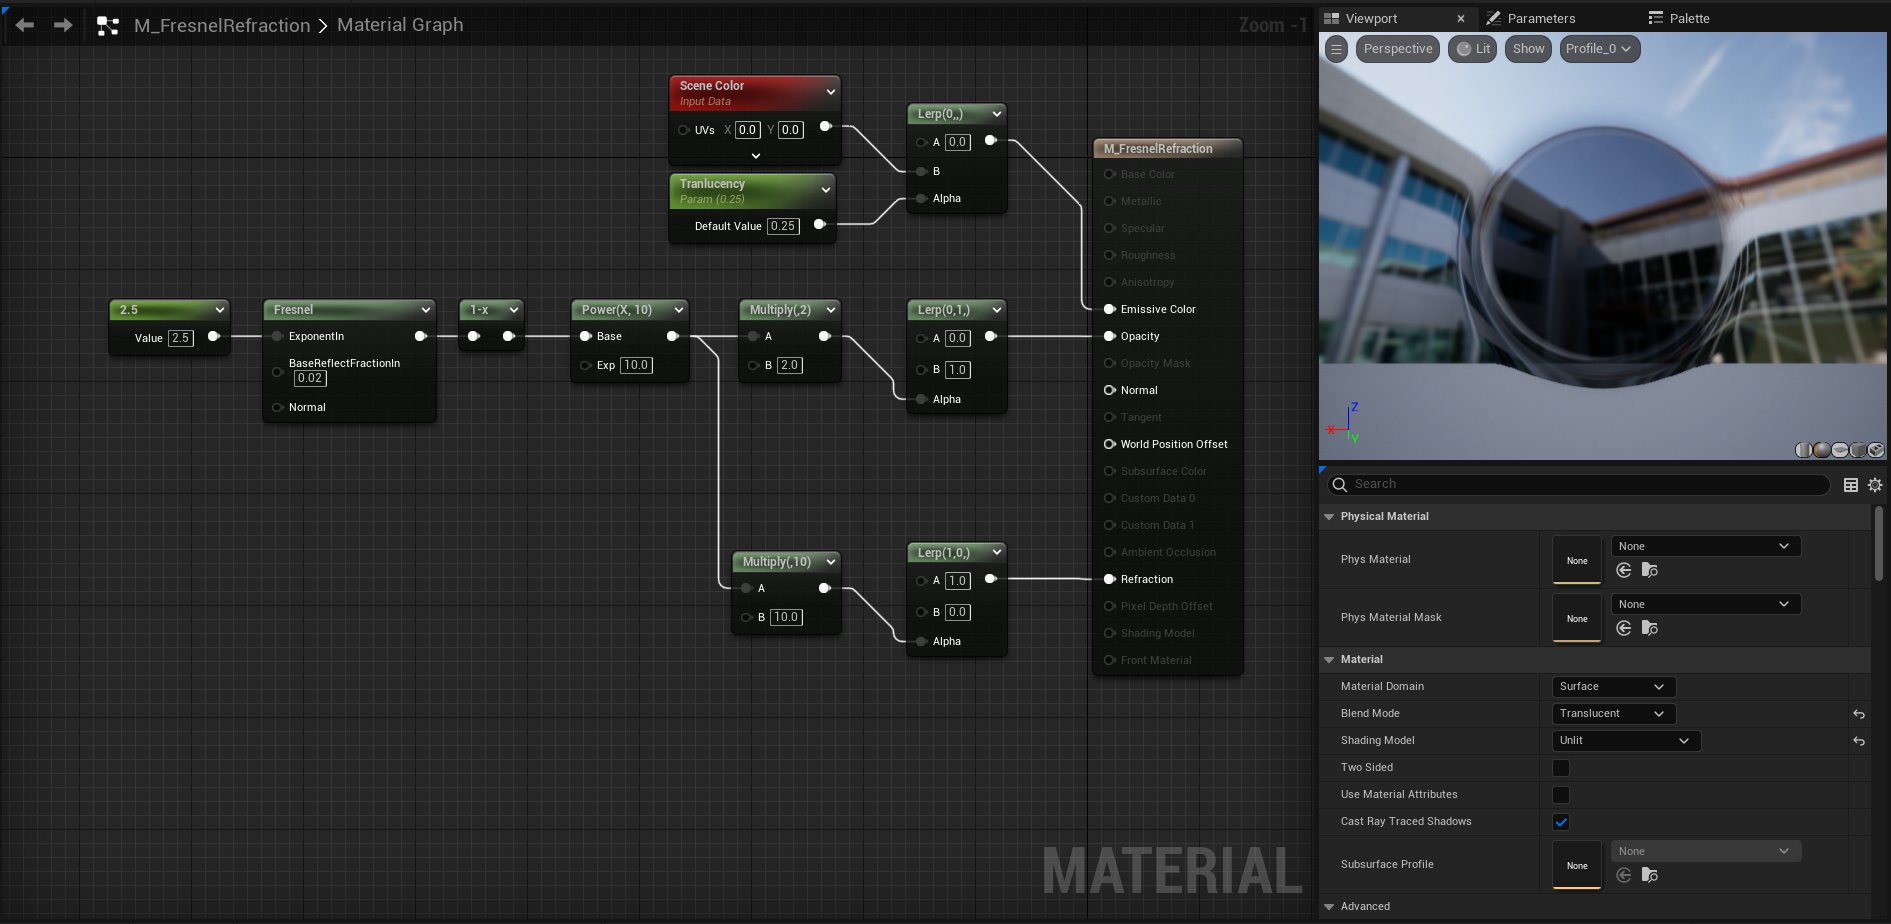 M_FresnelRefraction > Material Graph
Zoom -1
Scene Color
Input Data
UVs X 0.0 Y 0.0
Tranlucency
Param (0.25)
Default Value 0.25
Lerp(0,,)
A 0.0
B
Alpha
2.5
Value 2.5
Fresnel
ExponentIn
BaseReflectFractionIn
0.02
Normal
1-x
Power(X, 10)
Base
Exp 10.0
Multiply(,2)
A
B 2.0
Lerp(0,1,)
A 0.0
B 1.0
Alpha
Multiply(,10)
A
B 10.0
Lerp(1,0,)
A 1.0
B 0.0
Alpha
M_FresnelRefraction
Base Color
Metallic
Specular
Roughness
Anisotropy
Emissive Color
Opacity
Opacity Mask
Normal
Tangent
World Position Offset
Subsurface Color
Custom Data 0
Custom Data 1
Ambient Occlusion
Refraction
Pixel Depth Offset
Shading Model
Front Material
MATERIAL
Viewport
Parameters
Palette
Perspective
Lit
Show
Profile_0
Z
X
Y
Search
Physical Material
Phys Material
None
None
Phys Material Mask
None
None
Material
Material Domain Surface
Blend Mode Translucent
Shading Model Unlit
Two Sided
Use Material Attributes
Cast Ray Traced Shadows
Subsurface Profile
None
None
Advanced